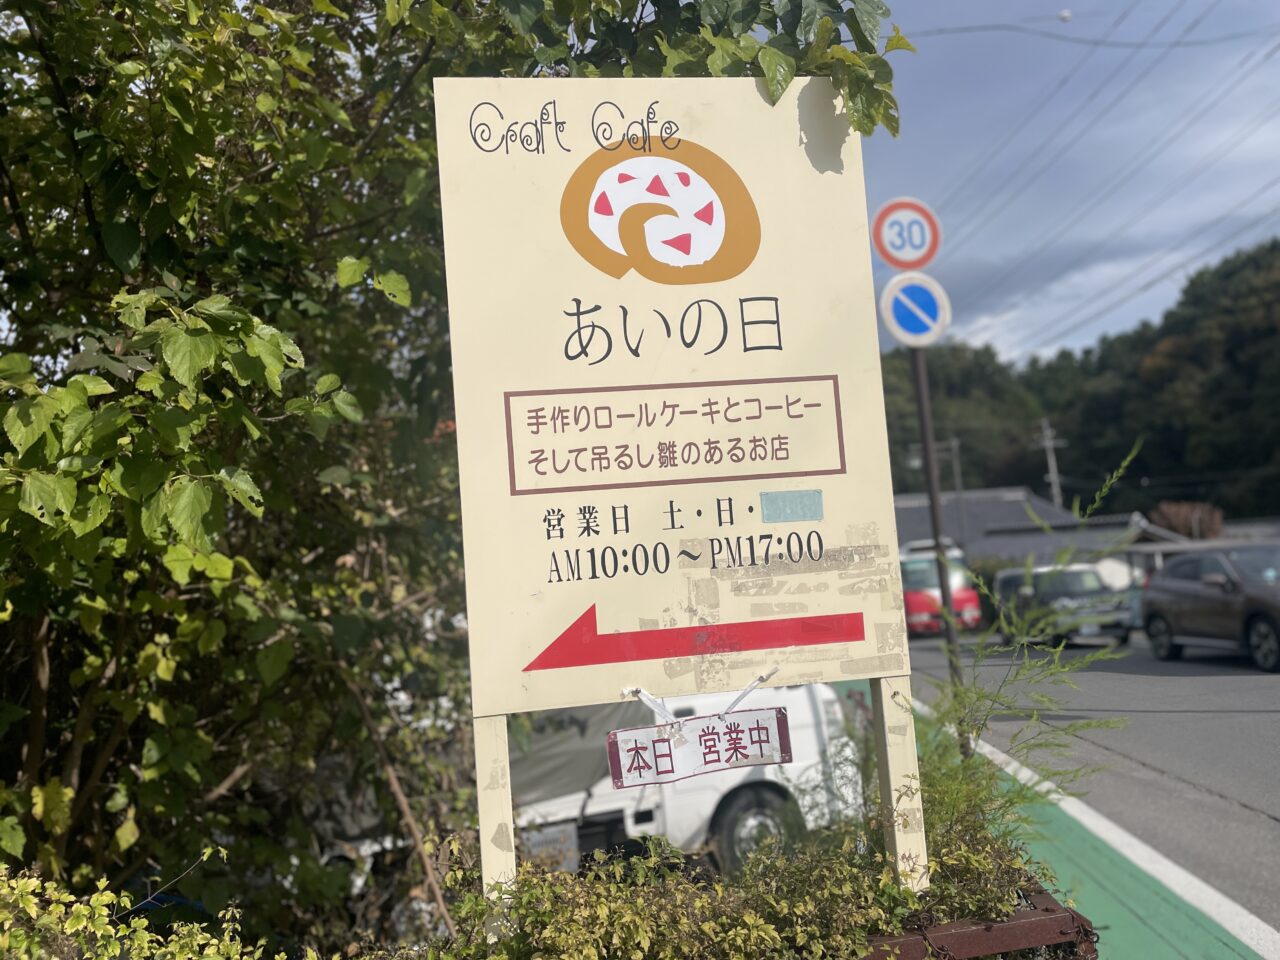 Craft Cafe
あいの日
手作りロールケーキとコーヒー
そして吊るし雛のあるお店
営業日 土・日・
AM10:00～PM17:00
本日 営業中
30